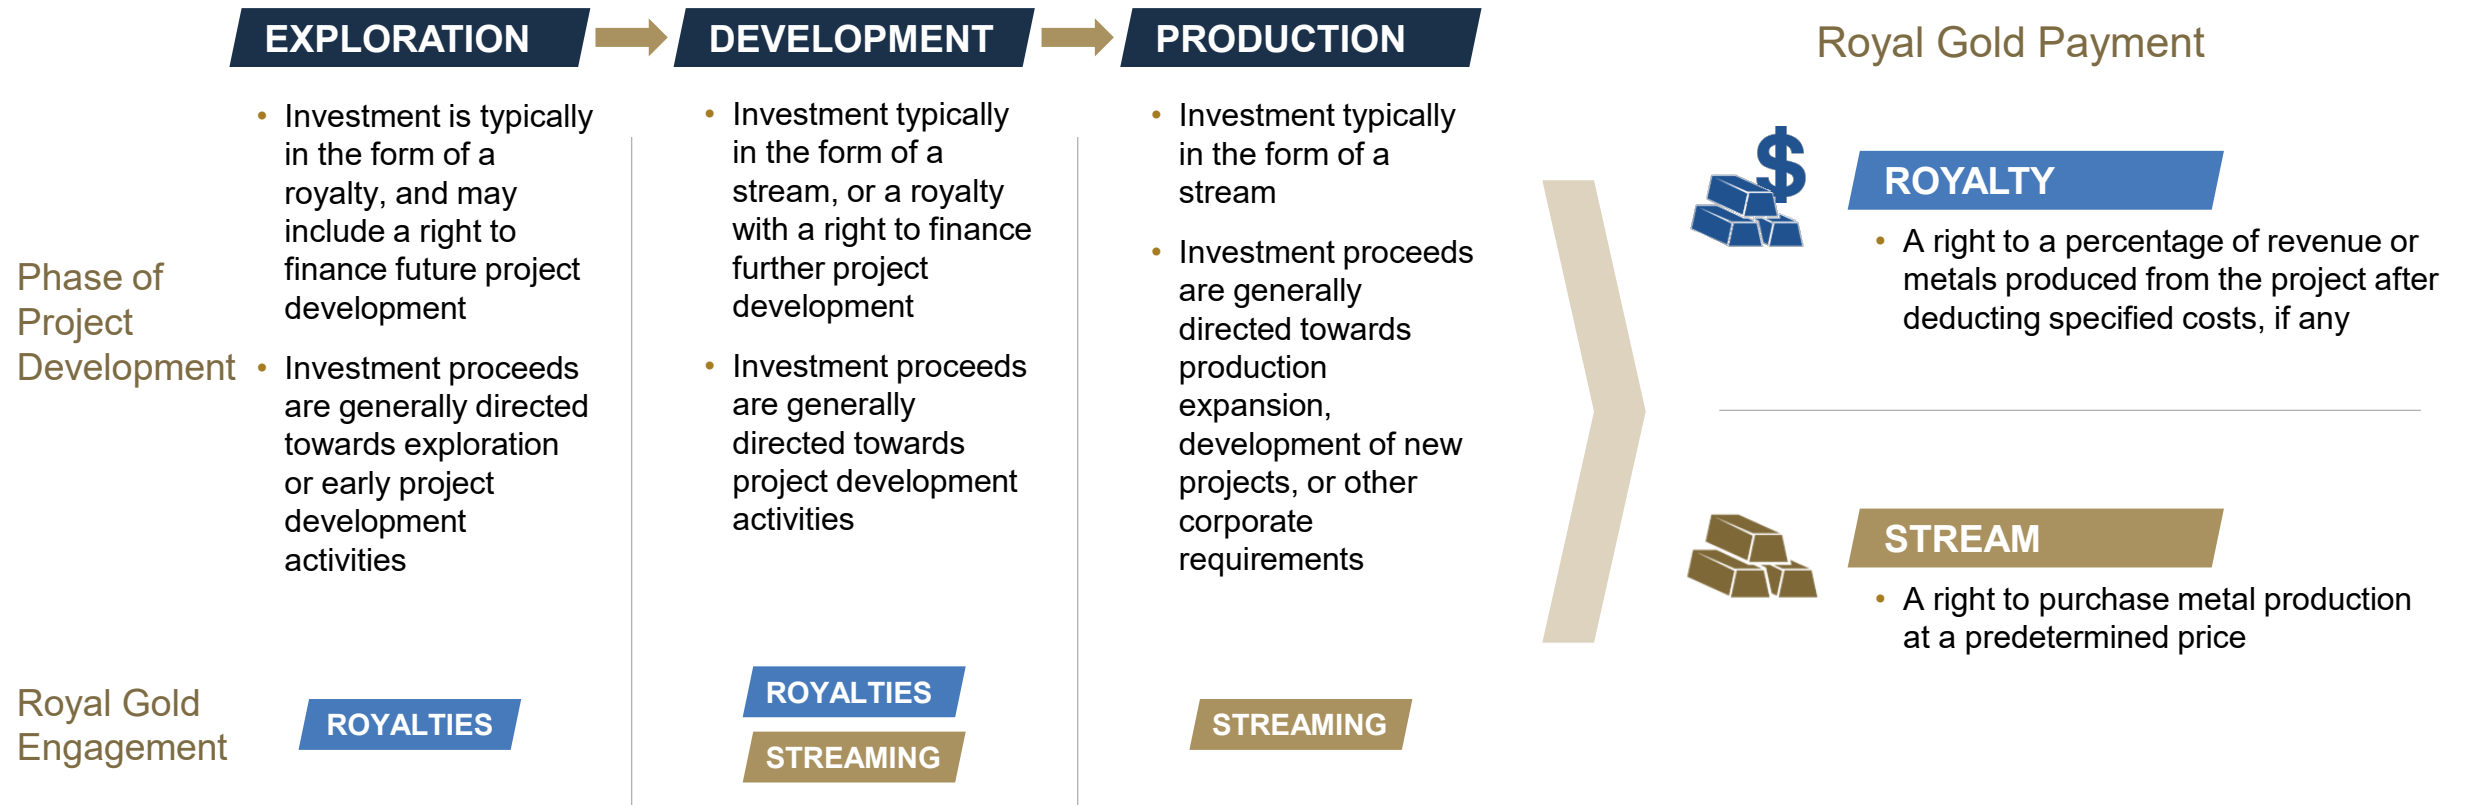 EXPLORATION
DEVELOPMENT
PRODUCTION
Royal Gold Payment
Phase of
Project
Development
• Investment is typically
in the form of a
royalty, and may
include a right to
finance future project
development
• Investment proceeds
are generally directed
towards exploration
or early project
development
activities
• Investment typically
in the form of a
stream, or a royalty
with a right to finance
further project
development
• Investment proceeds
are generally
directed towards
project development
activities
• Investment typically
in the form of a
stream
• Investment proceeds
are generally
directed towards
production
expansion,
development of new
projects, or other
corporate
requirements
$
ROYALTY
• A right to a percentage of revenue or
metals produced from the project after
deducting specified costs, if any
STREAM
• A right to purchase metal production
at a predetermined price
Royal Gold
Engagement
ROYALTIES
ROYALTIES
STREAMING
STREAMING